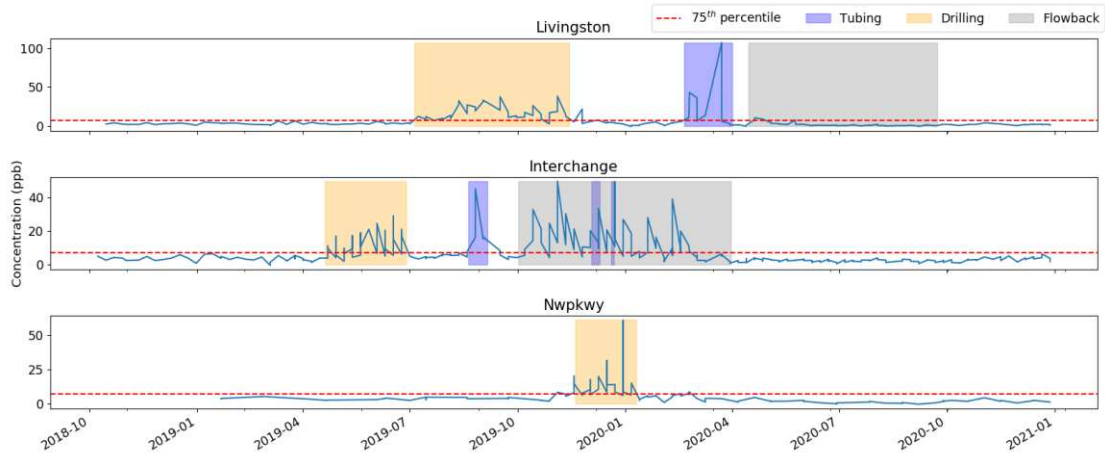 75th percentile Tubing Drilling Flowback
Livingston
100
50
0
Interchange
Concentration (ppb)
40
20
0
Nwpkwy
50
25
0
2018-10 2019-01 2019-04 2019-07 2019-10 2020-01 2020-04 2020-07 2020-10 2021-01